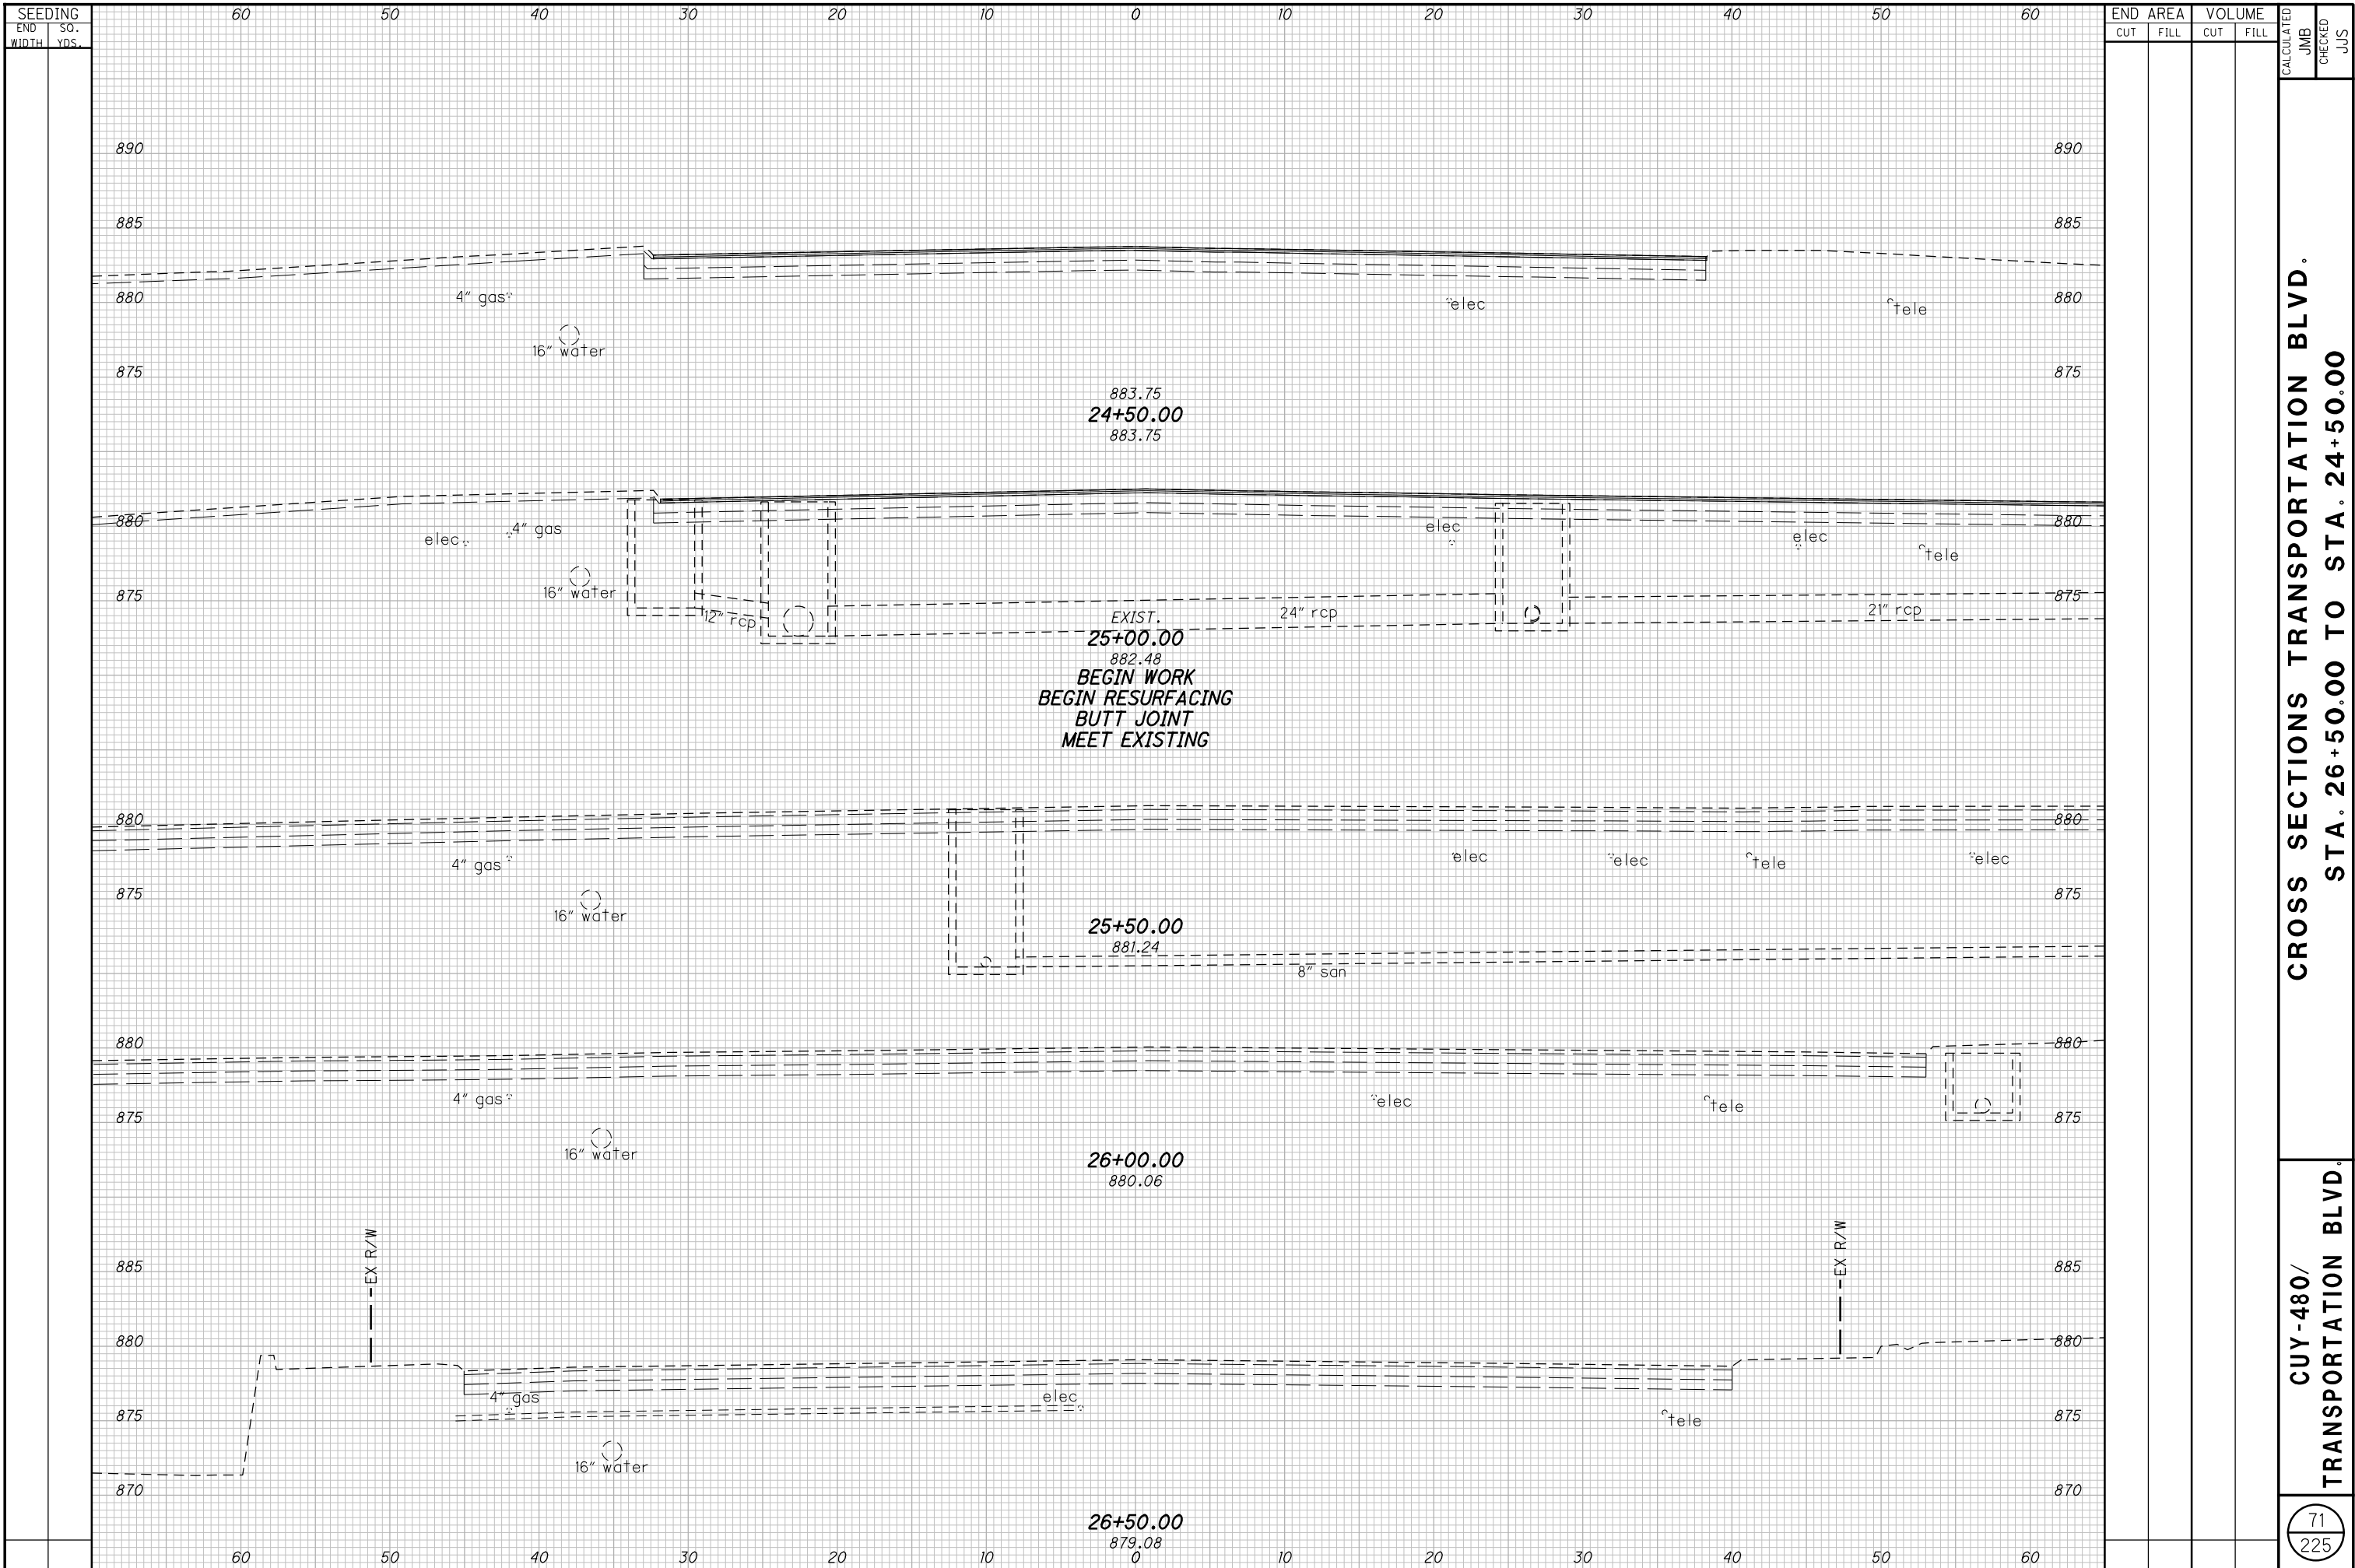 SEEDING
END WIDTH SQ. YDS.
60 50 40 30 20 10 0 10 20 30 40 50 60
END AREA VOLUME
CUT FILL CUT FILL
CALCULATED
JMB
CHECKED
JJS
890 890
885 885
880 4" gas elec tele 880
16" water
875 875
883.75
24+50.00
883.75
880 880
elec 4" gas elec elec tele
16" water
875 875
12" rcp 24" rcp 21" rcp
EXIST.
25+00.00
882.48
BEGIN WORK
BEGIN RESURFACING
BUTT JOINT
MEET EXISTING
880 880
4" gas elec elec tele elec
875 875
16" water
25+50.00
881.24
8" san
880 880
4" gas elec tele
875 875
16" water
26+00.00
880.06
EX R/W EX R/W
885 885
880 880
4" gas elec
875 tele 875
16" water
870 870
26+50.00
879.08
60 50 40 30 20 10 0 10 20 30 40 50 60
CROSS SECTIONS TRANSPORTATION BLVD.
STA. 26+50.00 TO STA. 24+50.00
CUY-480/
TRANSPORTATION BLVD.
71
225